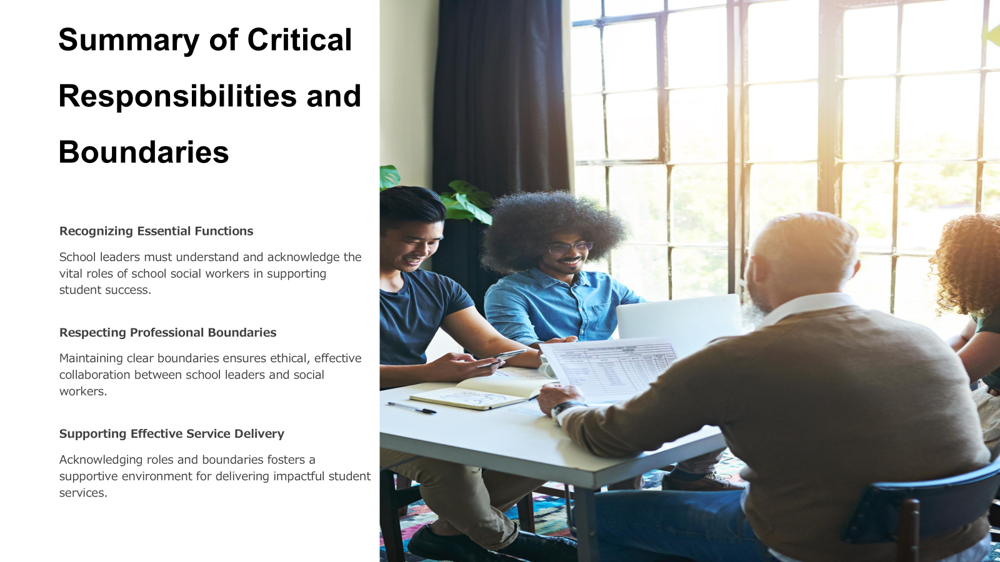 Summary of Critical
Responsibilities and
Boundaries
Recognizing Essential Functions
School leaders must understand and acknowledge the
vital roles of school social workers in supporting
student success.
Respecting Professional Boundaries
Maintaining clear boundaries ensures ethical, effective
collaboration between school leaders and social
workers.
Supporting Effective Service Delivery
Acknowledging roles and boundaries fosters a
supportive environment for delivering impactful student
services.